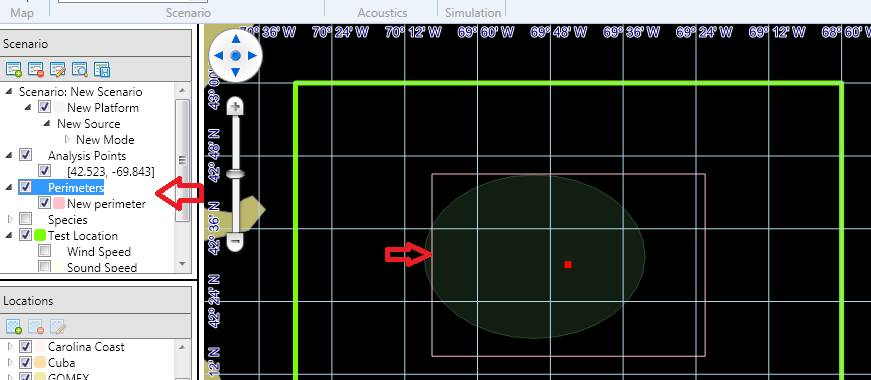 Map Scenario Acoustics Simulation
Scenario
Scenario: New Scenario
New Platform
New Source
New Mode
Analysis Points
[42.523, -69.843]
Perimeters
New perimeter
Species
Test Location
Wind Speed
Sound Speed
Locations
Carolina Coast
Cuba
GOMEX
70° 36' W 70° 24' W 70° 12' W 69° 60' W 69° 48' W 69° 36' W 69° 24' W 69° 12' W 68° 60' W
43° 00'
42° 48' N
42° 36' N
42° 24' N
12' N